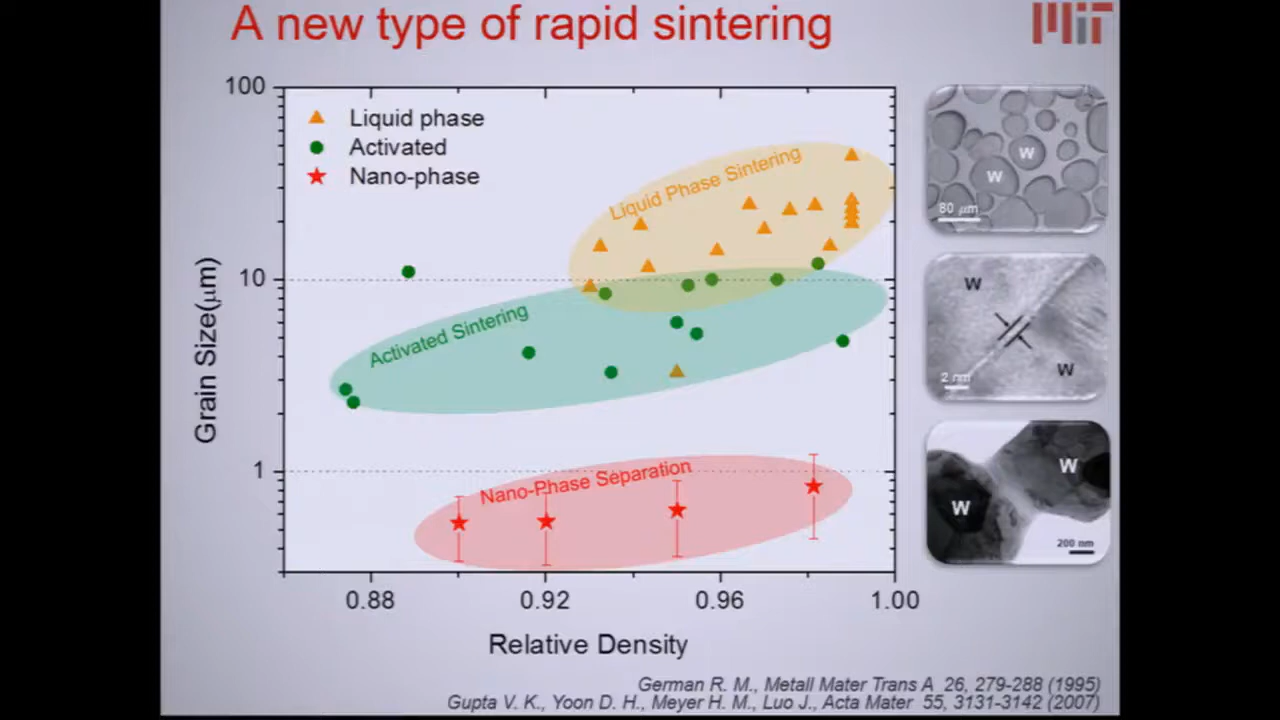 A new type of rapid sintering
MIT
100
10
1
Grain Size(μm)
Liquid phase
Activated
Nano-phase
Liquid Phase Sintering
Activated Sintering
Nano-Phase Separation
0.88 0.92 0.96 1.00
Relative Density
W
W
80 μm
W
W
2 nm
W
W
200 nm
German R. M., Metall Mater Trans A 26, 279-288 (1995)
Gupta V. K., Yoon D. H., Meyer H. M., Luo J., Acta Mater 55, 3131-3142 (2007)